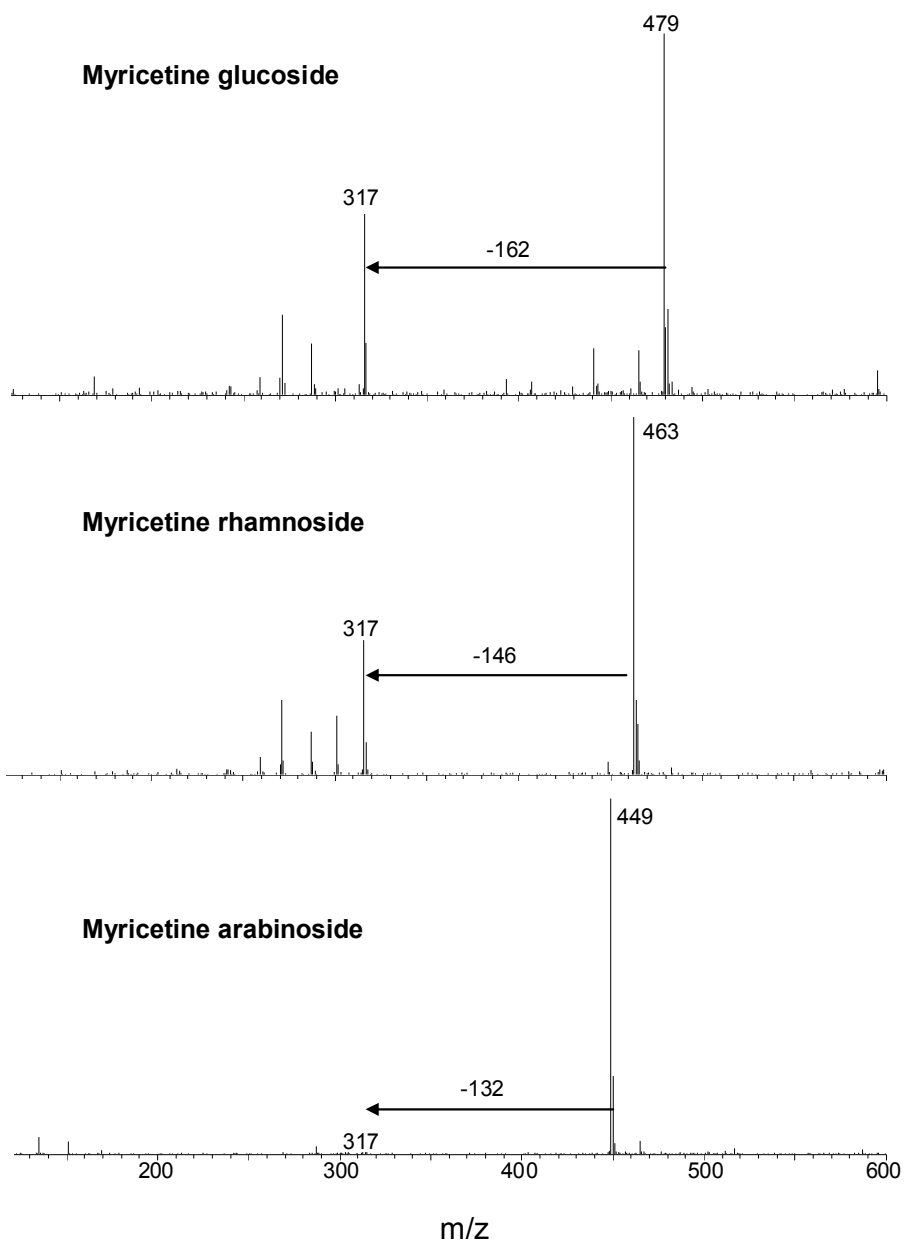 479
Myricetine glucoside
317
-162
463
Myricetine rhamnoside
317
-146
449
Myricetine arabinoside
-132
317
200 300 400 500 600
m/z